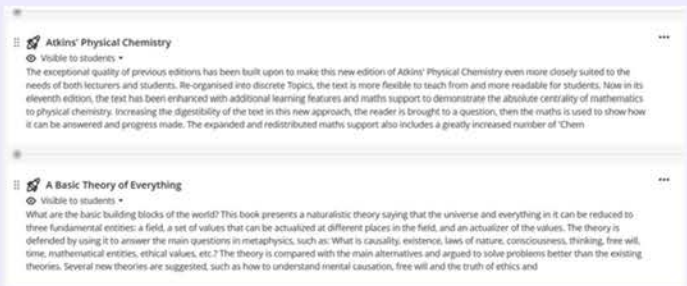 Atkins' Physical Chemistry
Visible to students
The exceptional quality of previous editions has been built upon to make this new edition of Atkins' Physical Chemistry even more closely suited to the
needs of both lecturers and students. Re-organised into discrete Topics, the text is more flexible to teach from and more readable for students. Now in its
eleventh edition, the text has been enhanced with additional learning features and maths support to demonstrate the absolute centrality of mathematics
to physical chemistry. Increasing the digestibility of the text in this new approach, the reader is brought to a question, then the maths is used to show how
it can be answered and progress made. The expanded and redistributed maths support also includes a greatly increased number of 'Chem
A Basic Theory of Everything
Visible to students
What are the basic building blocks of the world? This book presents a naturalistic theory saying that the universe and everything in it can be reduced to
three fundamental entities: a field, a set of values that can be actualized at different places in the field, and an actualizer of the values. The theory is
defended by using it to answer the main questions in metaphysics, such as: What is causality, existence, laws of nature, consciousness, thinking, free will,
time, mathematical entities, ethical values, etc.? The theory is compared with the main alternatives and argued to solve problems better than the existing
theories. Several new theories are suggested, such as how to understand mental causation, free will and the truth of ethics and